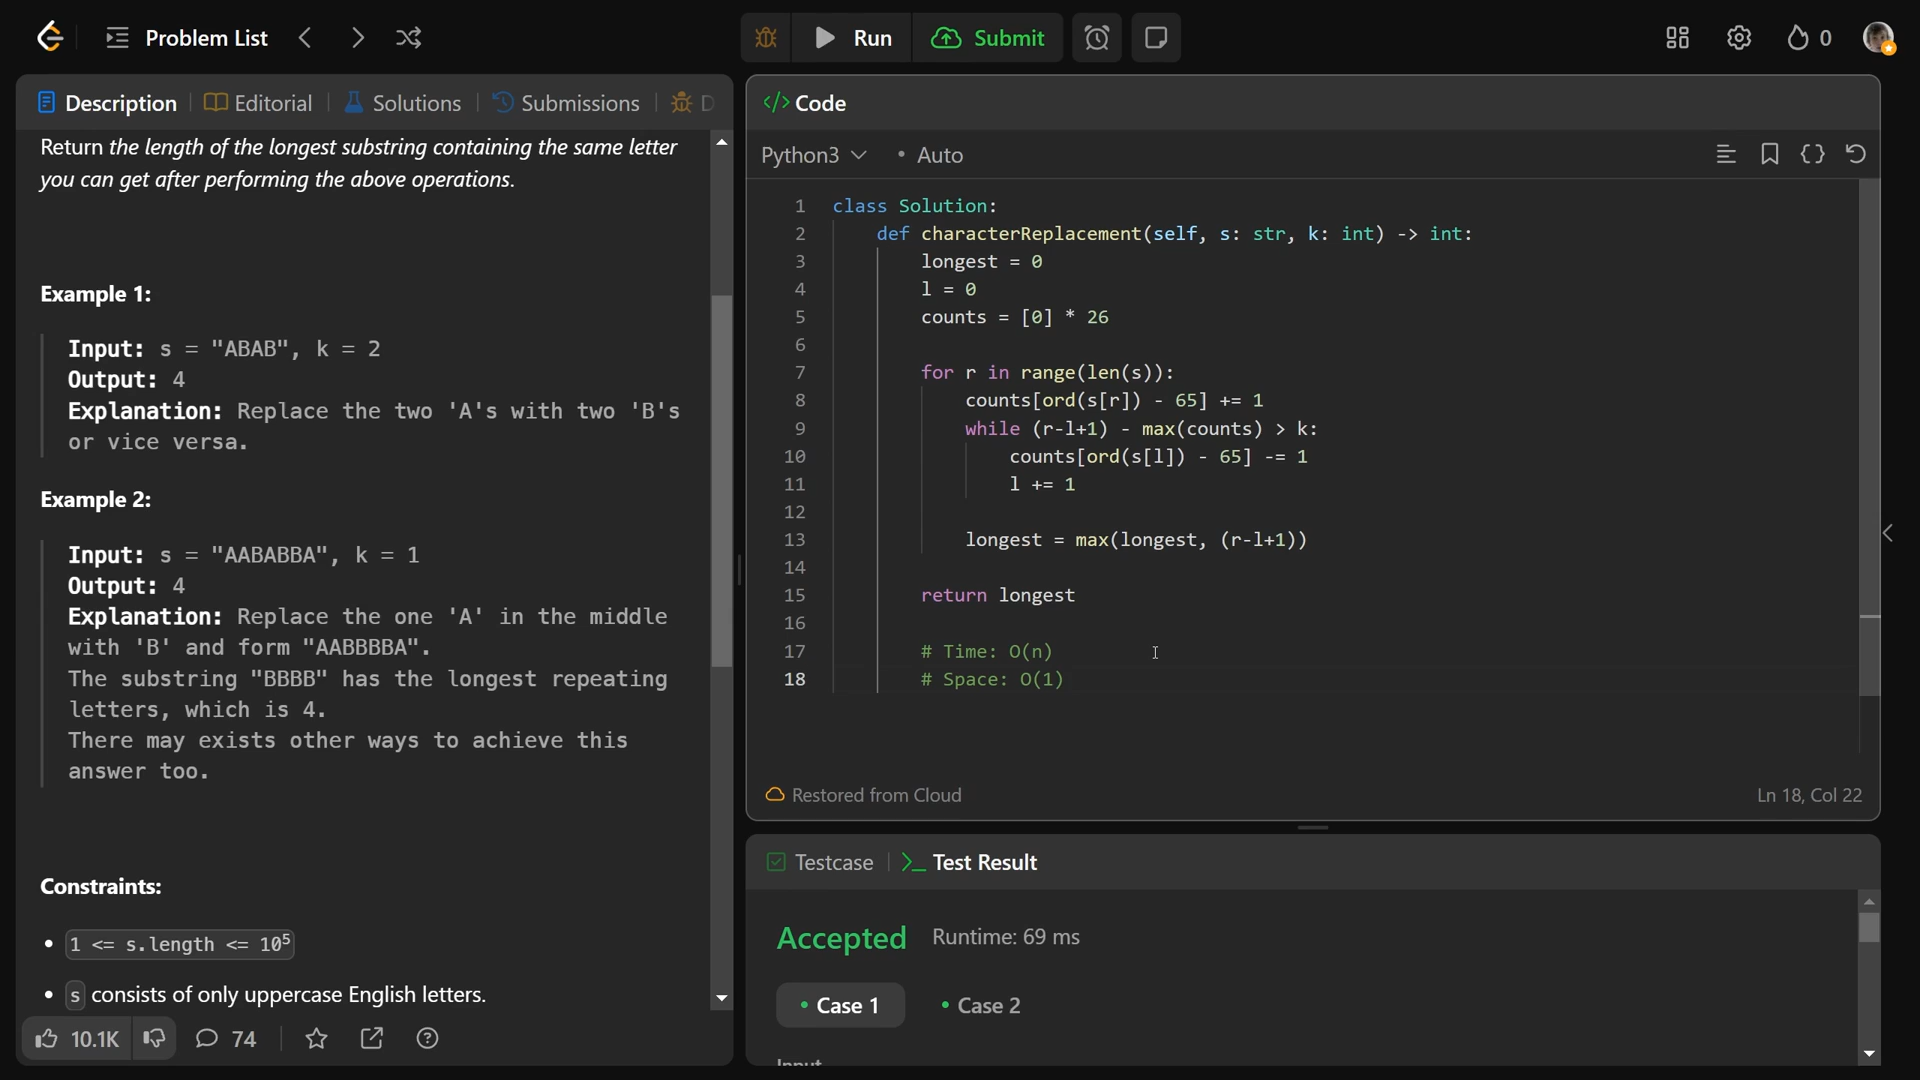 Problem List
Run
Submit
0
Description
Editorial
Solutions
Submissions
D
Return the length of the longest substring containing the same letter
you can get after performing the above operations.
Example 1:
Input: s = "ABAB", k = 2
Output: 4
Explanation: Replace the two 'A's with two 'B's
or vice versa.
Example 2:
Input: s = "AABABBA", k = 1
Output: 4
Explanation: Replace the one 'A' in the middle
with 'B' and form "AABBBBA".
The substring "BBBB" has the longest repeating
letters, which is 4.
There may exists other ways to achieve this
answer too.
Constraints:
• 1 <= s.length <= 10⁵
• s consists of only uppercase English letters.
10.1K
74
</> Code
Python3
• Auto
1 class Solution:
2     def characterReplacement(self, s: str, k: int) -> int:
3         longest = 0
4         l = 0
5         counts = [0] * 26
6
7         for r in range(len(s)):
8             counts[ord(s[r]) - 65] += 1
9             while (r-l+1) - max(counts) > k:
10                 counts[ord(s[l]) - 65] -= 1
11                 l += 1
12
13             longest = max(longest, (r-l+1))
14
15         return longest
16
17         # Time: O(n)
18         # Space: O(1)
Restored from Cloud
Ln 18, Col 22
Testcase
>_ Test Result
Accepted
Runtime: 69 ms
• Case 1
• Case 2
Input